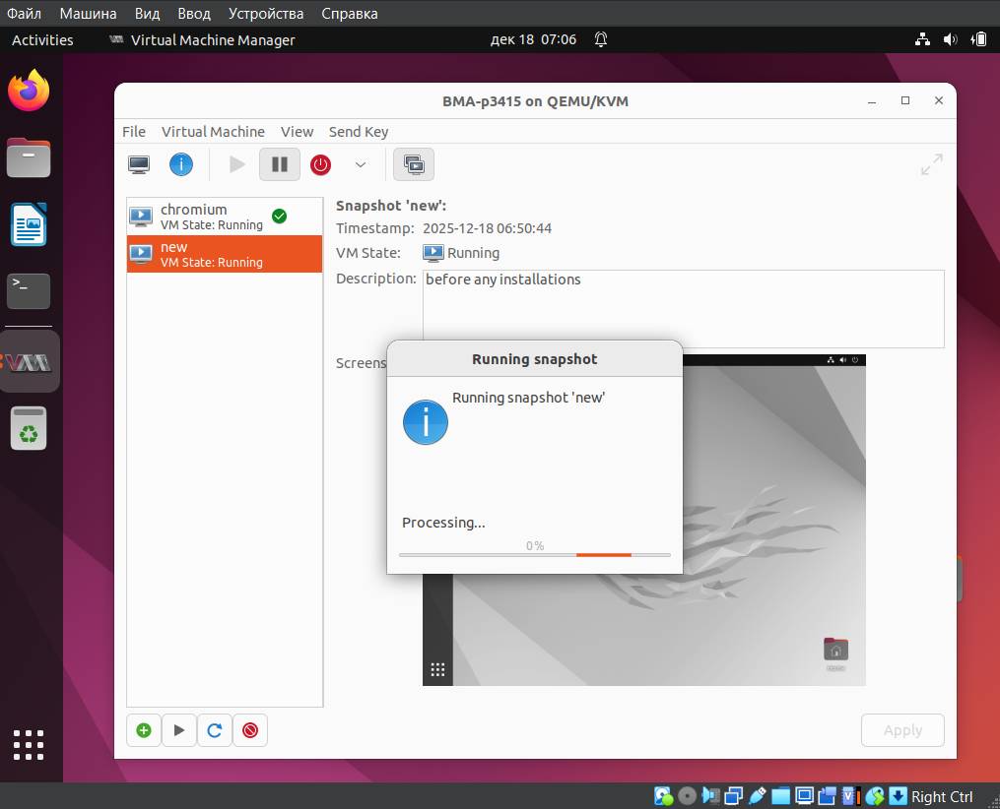 Файл Машина Вид Ввод Устройства Справка
Activities Virtual Machine Manager дек 18 07:06
BMA-p3415 on QEMU/KVM
File Virtual Machine View Send Key
chromium
VM State: Running
new
VM State: Running
Snapshot 'new':
Timestamp: 2025-12-18 06:50:44
VM State: Running
Description: before any installations
Screens
Running snapshot
Running snapshot 'new'
Processing...
0%
Home
Apply
Right Ctrl